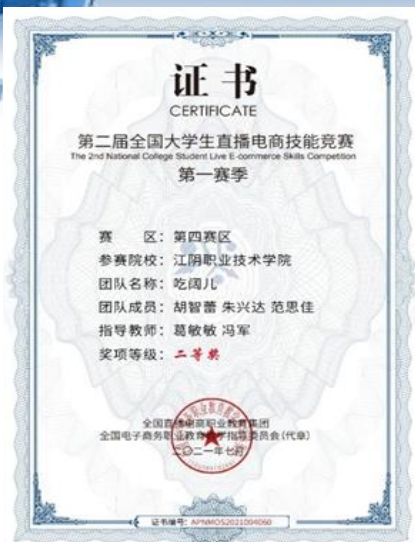 证书
CERTIFICATE
第二届全国大学生直播电商技能竞赛
The 2nd National College Student Live E-commerce Skills Competition
第一赛季
赛 区：第四赛区
参赛院校：江阴职业技术学院
团队名称：吃阔儿
团队成员：胡智蕾 朱兴达 范思佳
指导教师：葛敏敏 冯军
奖项等级：二等奖
全国直播电商职业教育集团
全国电子商务职业教育教学指导委员会(代章)
二〇二一年七月
证书编号：APNMOS2021004060